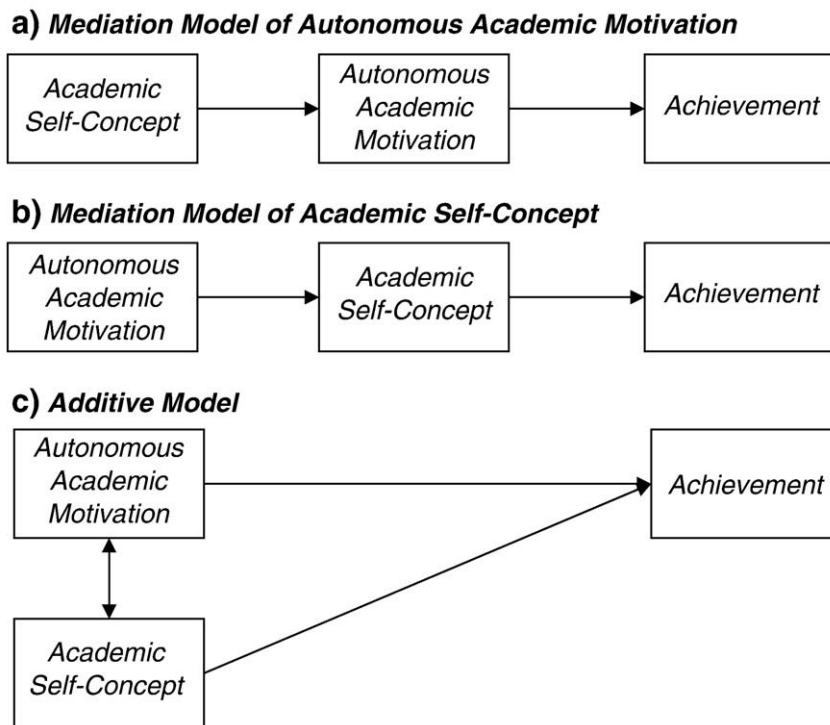 a) Mediation Model of Autonomous Academic Motivation
Academic
Self-Concept
Autonomous
Academic
Motivation
Achievement
b) Mediation Model of Academic Self-Concept
Autonomous
Academic
Motivation
Academic
Self-Concept
Achievement
c) Additive Model
Autonomous
Academic
Motivation
Achievement
Academic
Self-Concept